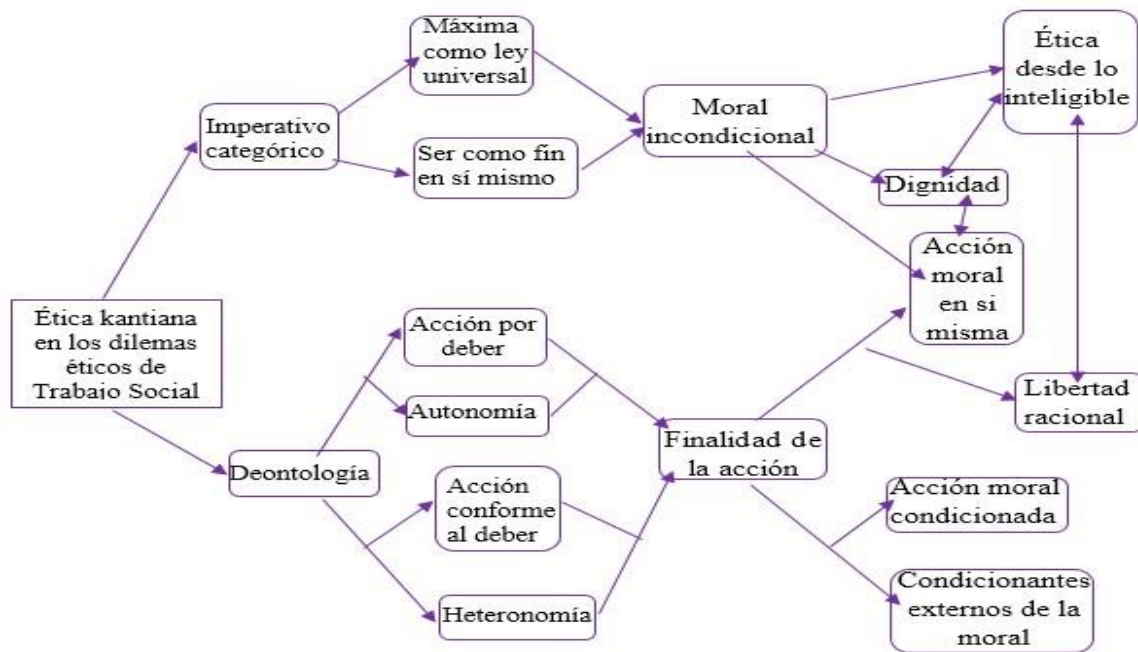 Ética kantiana
en los dilemas
éticos de
Trabajo Social
Imperativo
categórico
Máxima
como ley
universal
Ser como fín
en sí mismo
Moral
incondicional
Ética
desde lo
inteligible
Dignidad
Acción
moral
en si
misma
Libertad
racional
Deontología
Acción por
deber
Autonomía
Acción
conforme
al deber
Heteronomía
Finalidad de
la acción
Acción moral
condicionada
Condicionantes
externos de la
moral